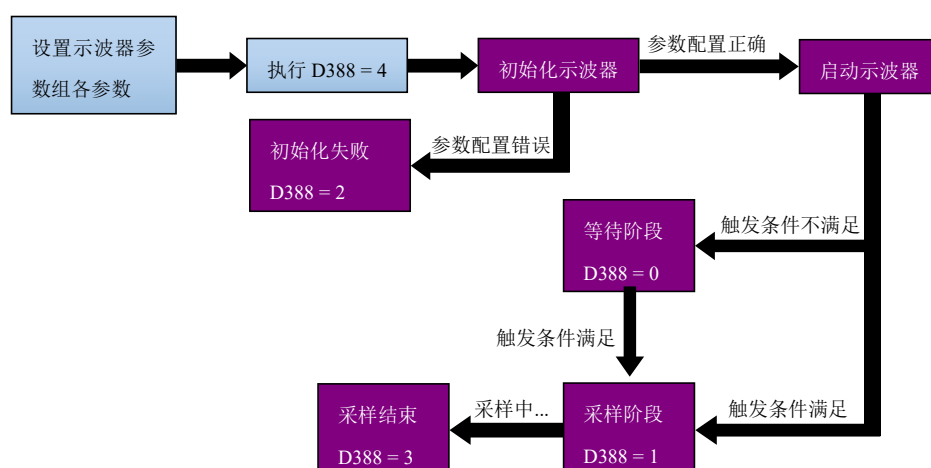 设置示波器参
数组各参数
执行 D388 = 4
初始化示波器
参数配置正确
启动示波器
参数配置错误
初始化失败
D388 = 2
等待阶段
D388 = 0
触发条件不满足
触发条件满足
采样结束
D388 = 3
采样中...
采样阶段
D388 = 1
触发条件满足